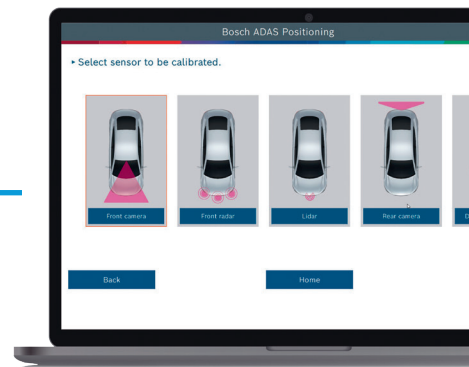 Bosch ADAS Positioning
▸ Select sensor to be calibrated.
Front camera
Front radar
Lidar
Rear camera
D
Back
Home